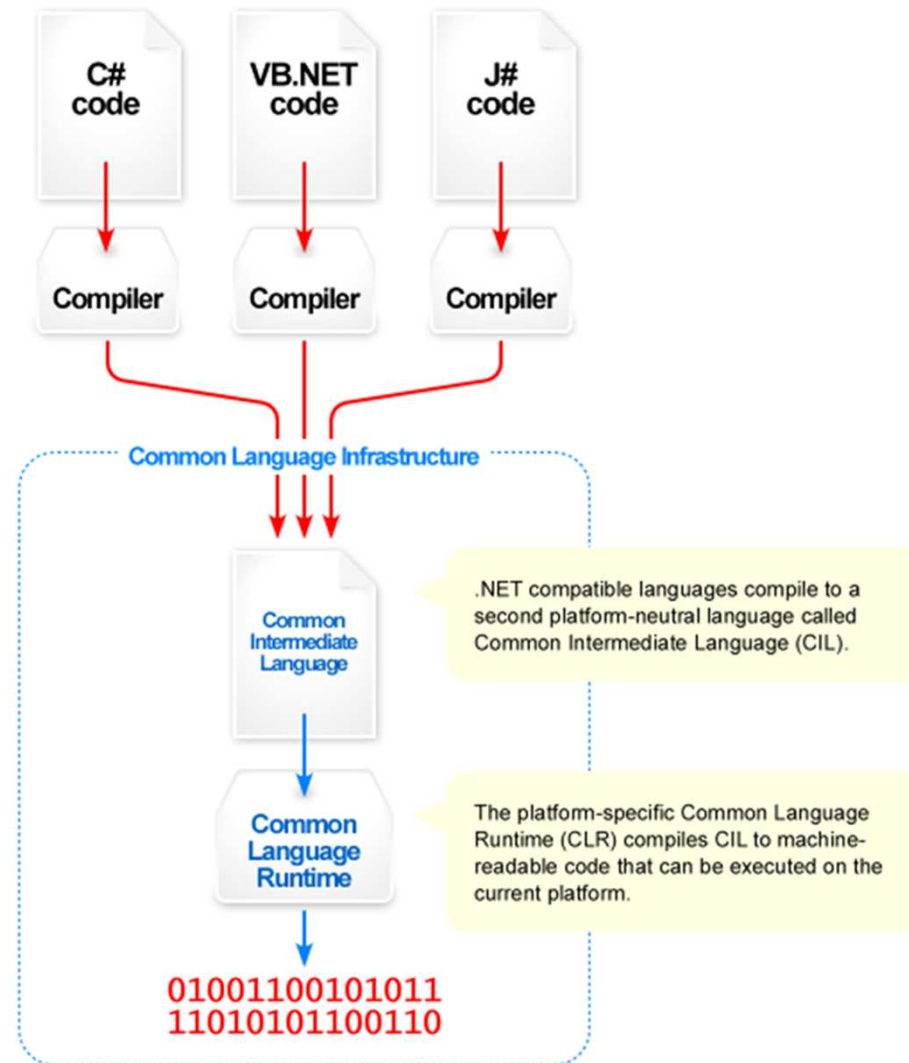 C#
code
VB.NET
code
J#
code
Compiler
Compiler
Compiler
Common Language Infrastructure
Common
Intermediate
Language
.NET compatible languages compile to a
second platform-neutral language called
Common Intermediate Language (CIL).
Common
Language
Runtime
The platform-specific Common Language
Runtime (CLR) compiles CIL to machine-
readable code that can be executed on the
current platform.
01001100101011
11010101100110